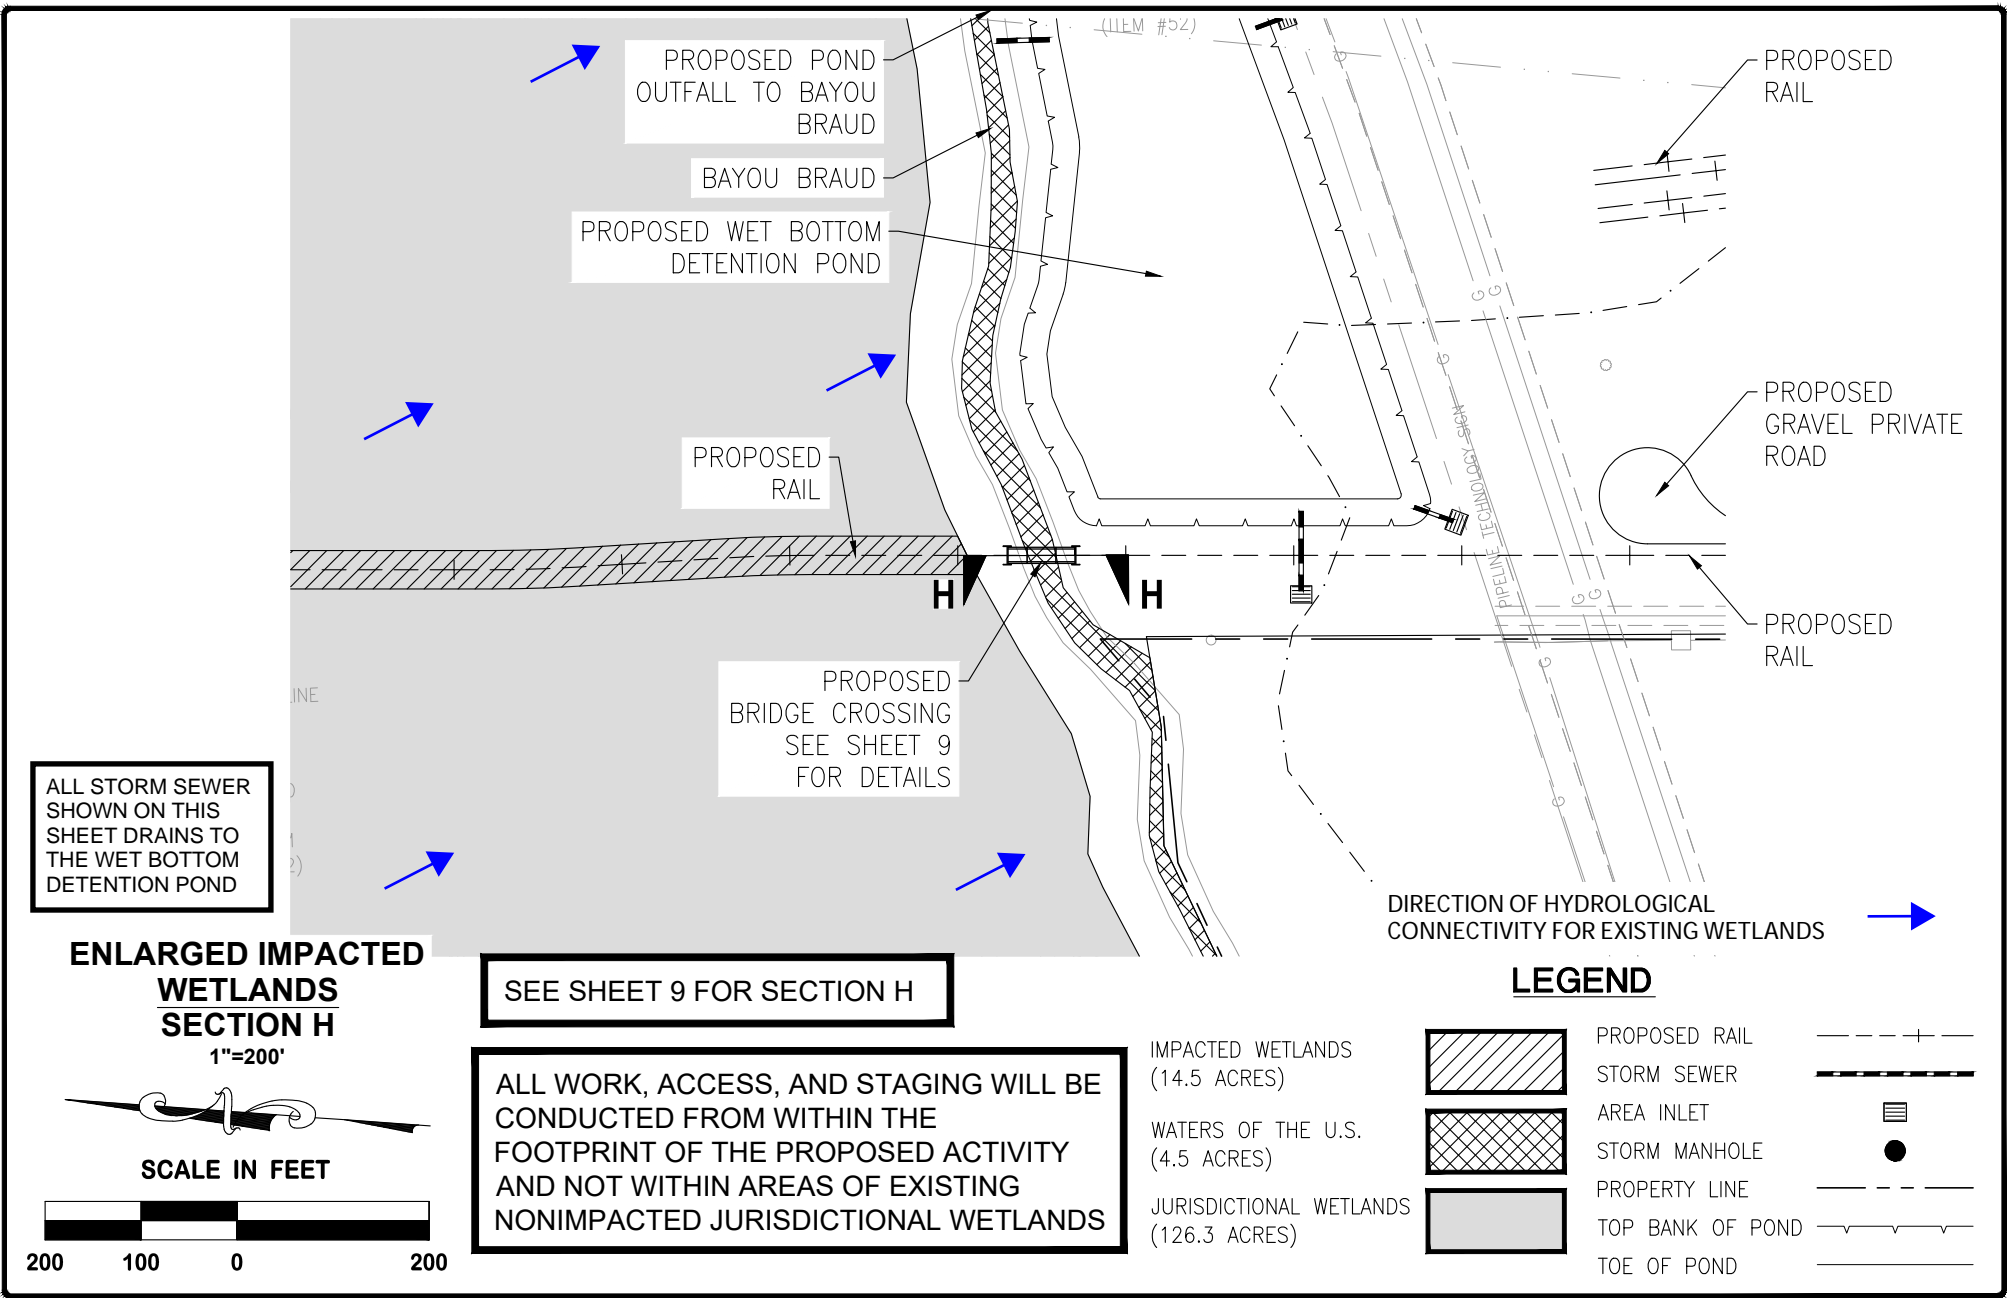 (ITEM #52)
PROPOSED POND
OUTFALL TO BAYOU
BRAUD
BAYOU BRAUD
PROPOSED WET BOTTOM
DETENTION POND
PROPOSED
RAIL
PROPOSED
GRAVEL PRIVATE
ROAD
PROPOSED
RAIL
PROPOSED
RAIL
G
G
G
G
PIPELINE TECHNOLOGY SIGN
G
G
G
G
G
H
H
PROPOSED
BRIDGE CROSSING
SEE SHEET 9
FOR DETAILS
INE
2)
ALL STORM SEWER
SHOWN ON THIS
SHEET DRAINS TO
THE WET BOTTOM
DETENTION POND
DIRECTION OF HYDROLOGICAL
CONNECTIVITY FOR EXISTING WETLANDS
ENLARGED IMPACTED
WETLANDS
SECTION H
1"=200'
SCALE IN FEET
200 100 0 200
SEE SHEET 9 FOR SECTION H
ALL WORK, ACCESS, AND STAGING WILL BE
CONDUCTED FROM WITHIN THE
FOOTPRINT OF THE PROPOSED ACTIVITY
AND NOT WITHIN AREAS OF EXISTING
NONIMPACTED JURISDICTIONAL WETLANDS
LEGEND
IMPACTED WETLANDS
(14.5 ACRES)
WATERS OF THE U.S.
(4.5 ACRES)
JURISDICTIONAL WETLANDS
(126.3 ACRES)
PROPOSED RAIL
STORM SEWER
AREA INLET
STORM MANHOLE
PROPERTY LINE
TOP BANK OF POND
TOE OF POND